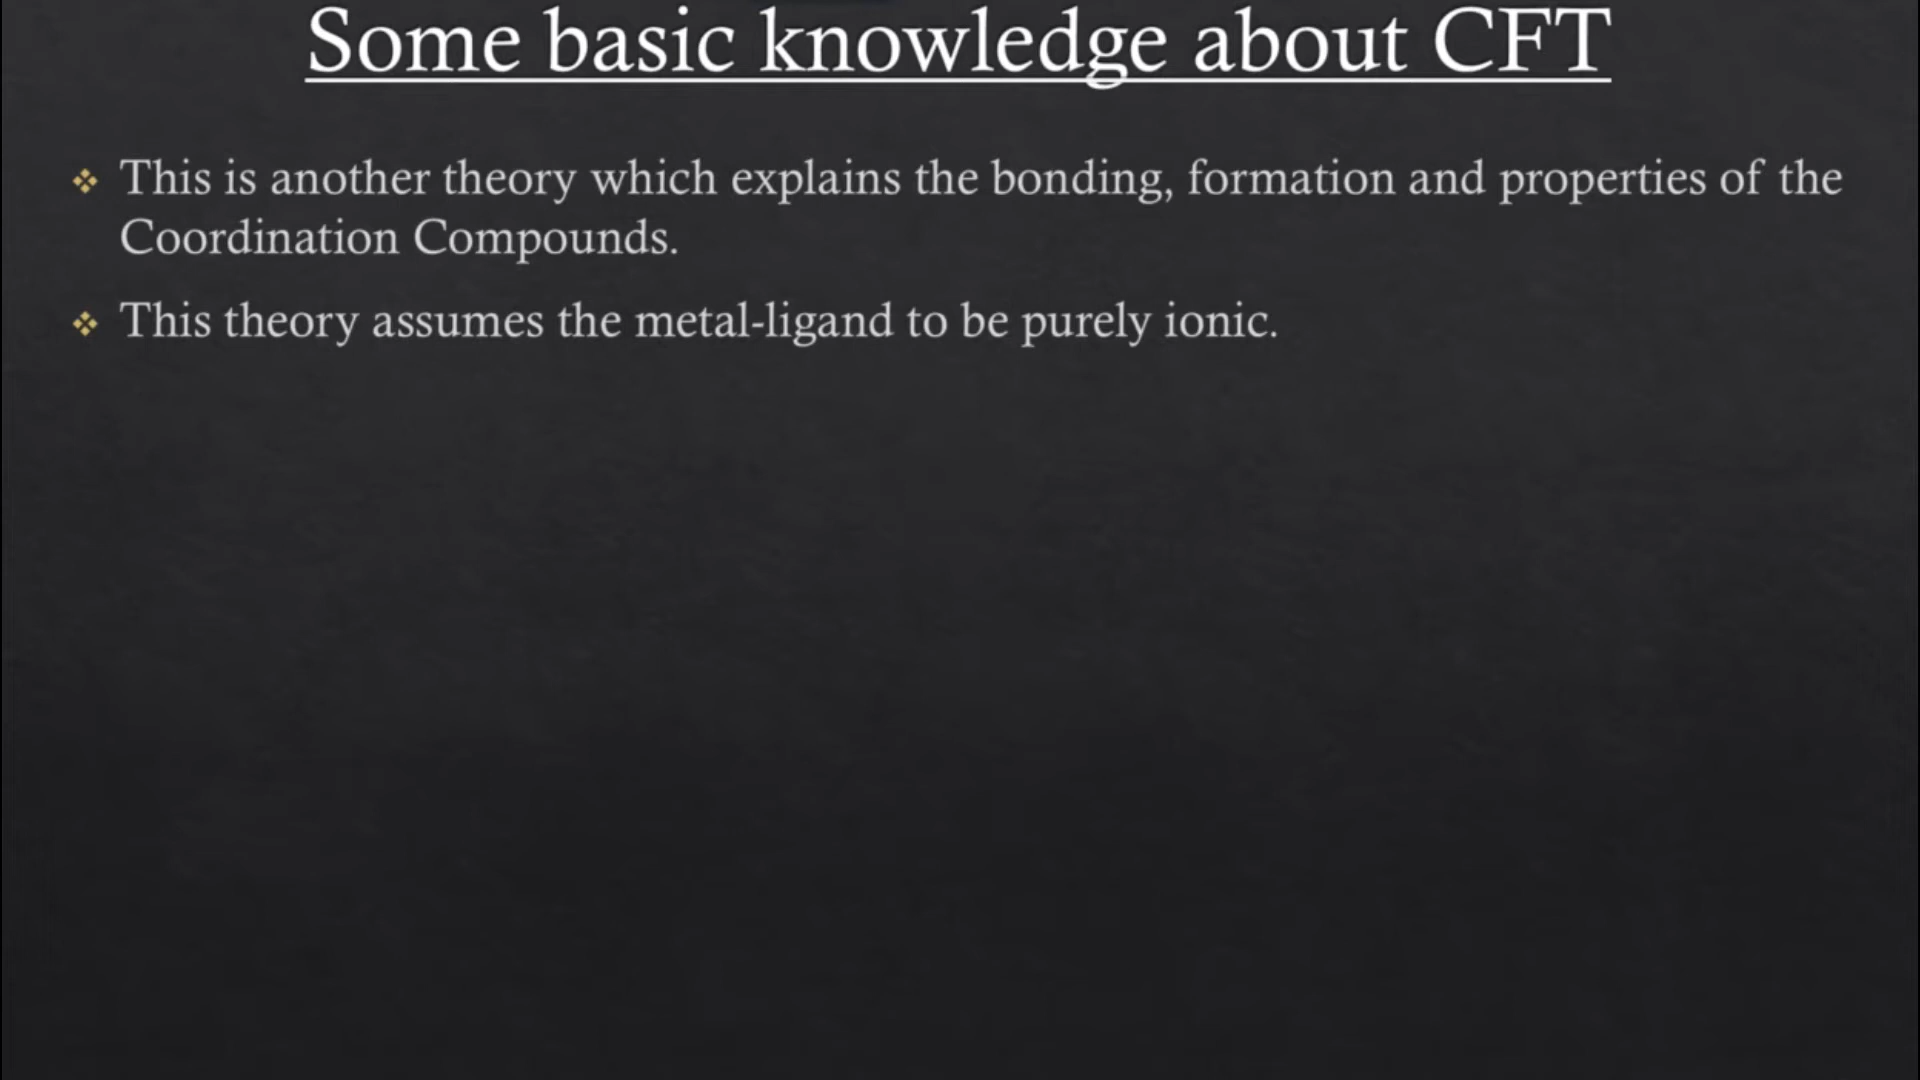 Some basic knowledge about CFT
This is another theory which explains the bonding, formation and properties of the
Coordination Compounds.
This theory assumes the metal-ligand to be purely ionic.